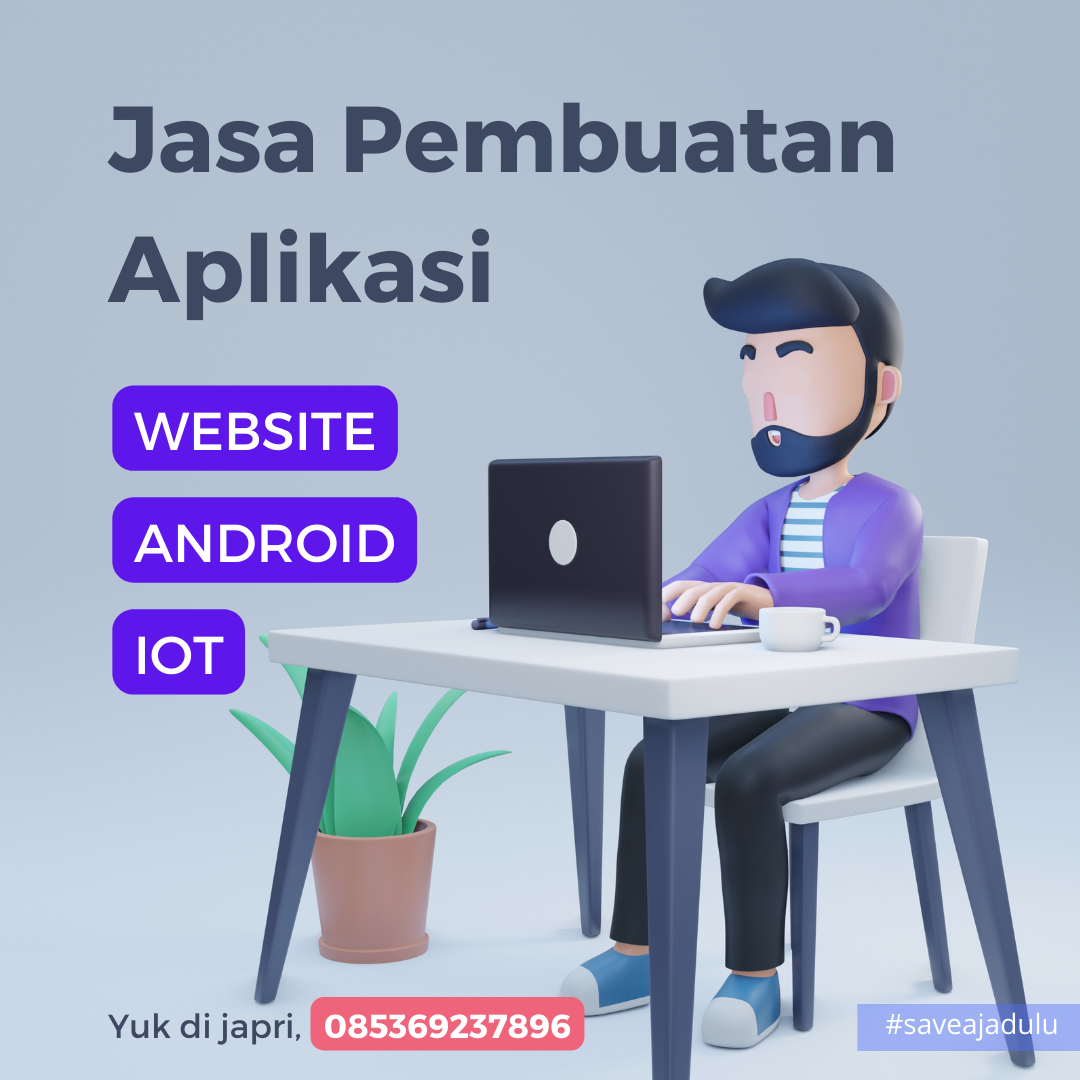 Jasa Pembuatan
Aplikasi
WEBSITE
ANDROID
IOT
Yuk di japri, 085369237896
#saveajadulu